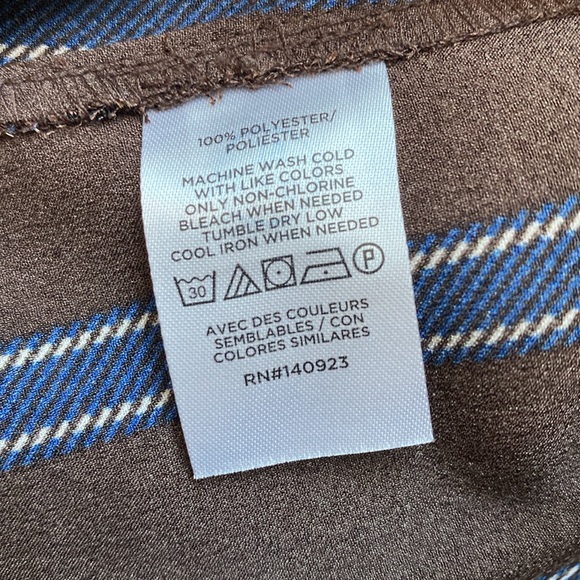 100% POLYESTER/
POLIESTER
MACHINE WASH COLD
WITH LIKE COLORS
ONLY NON-CHLORINE
BLEACH WHEN NEEDED
TUMBLE DRY LOW
COOL IRON WHEN NEEDED
30 P
AVEC DES COULEURS
SEMBLABLES / CON
COLORES SIMILARES
RN#140923